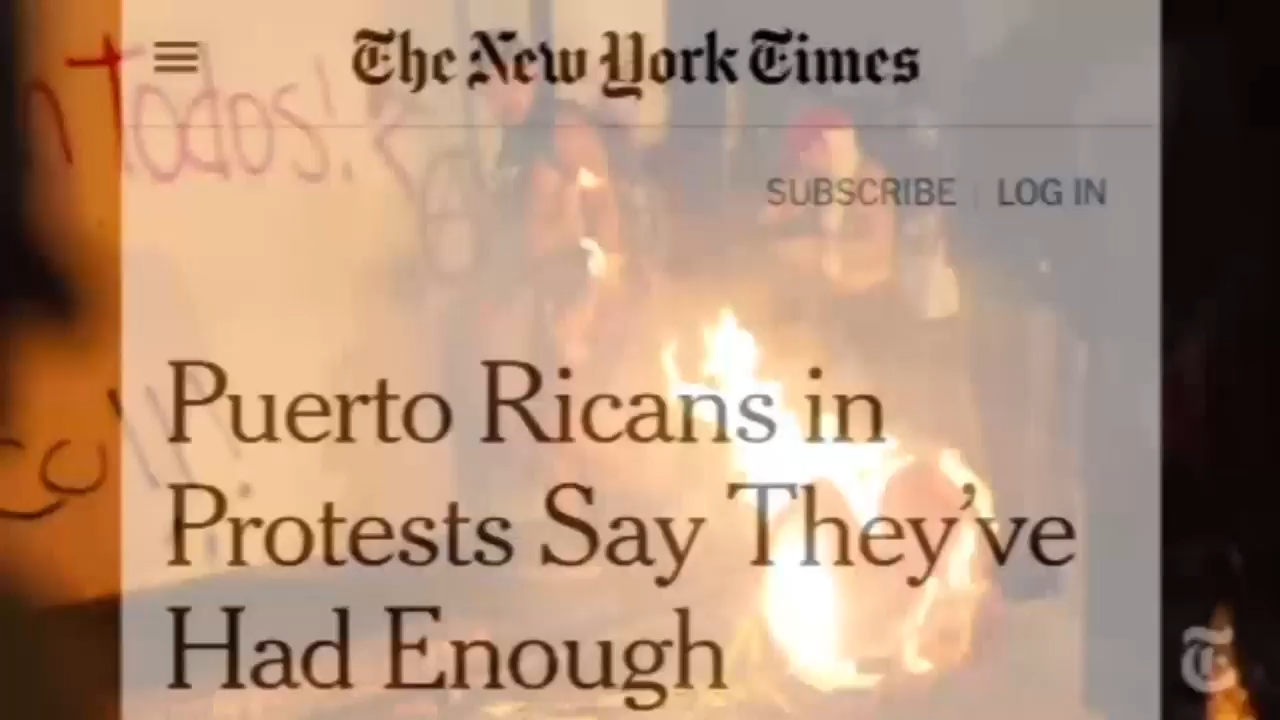 The New York Times
Todos!
SUBSCRIBE | LOG IN
Puerto Ricans in
Protests Say They’ve
Had Enough
T